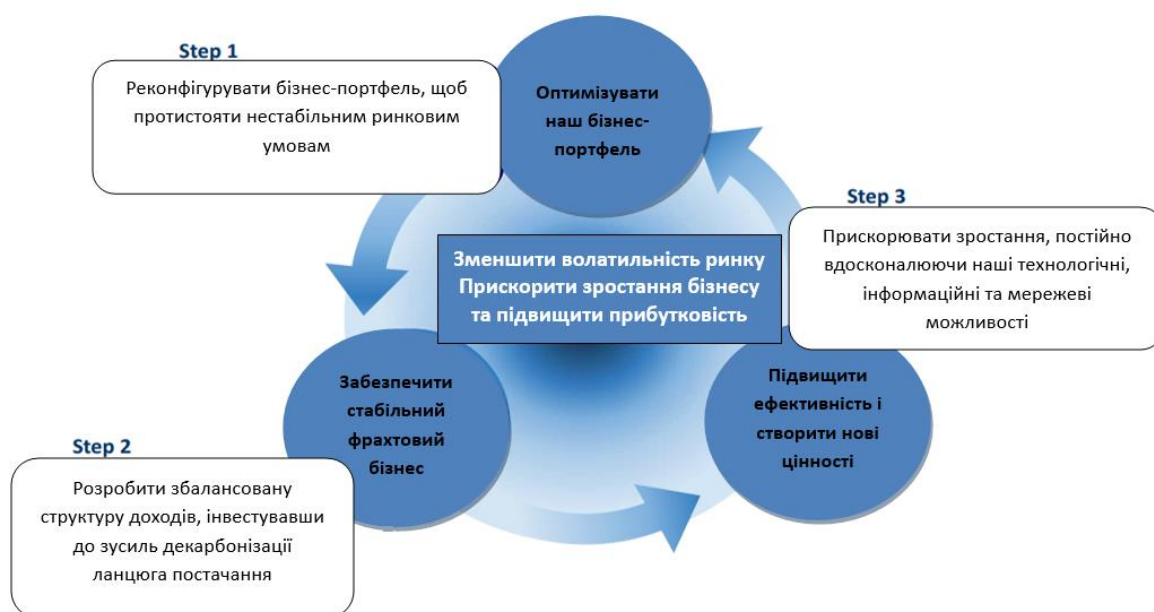 Step 1
Реконфігурувати бізнес-портфель, щоб
протистояти нестабільним ринковим
умовам
Оптимізувати
наш бізнес-
портфель
Step 3
Прискорювати зростання, постійно
вдосконалюючи наші технологічні,
інформаційні та мережеві
можливості
Зменшити волатильність ринку
Прискорити зростання бізнесу
та підвищити прибутковість
Забезпечити
стабільний
фрахтовий
бізнес
Підвищити
ефективність і
створити нові
цінності
Step 2
Розробити збалансовану
структуру доходів, інвестувавши
до зусиль декарбонізації
ланцюга постачання